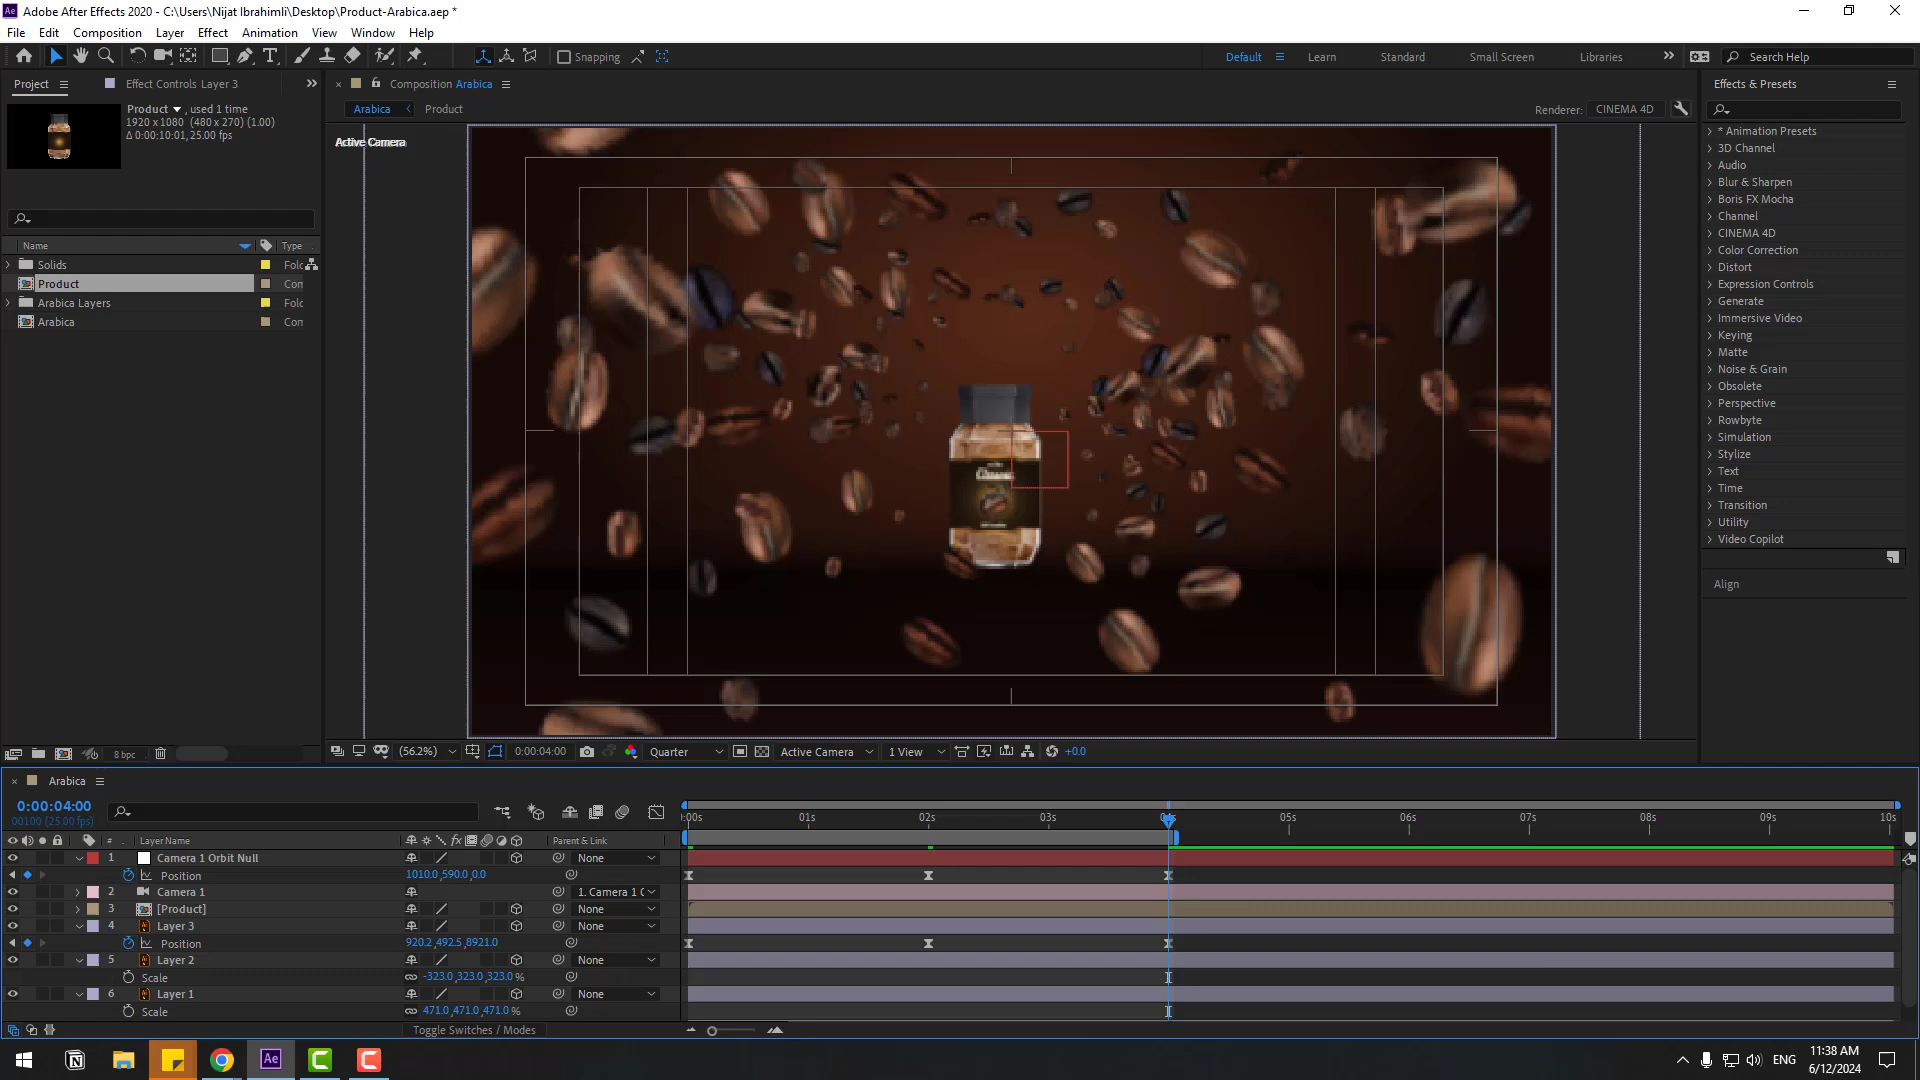 Adobe After Effects 2020 - C:\Users\Nijat Ibrahimli\Desktop\Product-Arabica.aep *
File Edit Composition Layer Effect Animation View Window Help
Snapping
Default Learn Standard Small Screen Libraries Search Help
Project Effect Controls Layer 3
Composition Arabica
Effects & Presets
Product , used 1 time
1920 x 1080 (480 x 270) (1.00)
Δ 0:00:10:01, 25.00 fps
Arabica Product
Renderer: CINEMA 4D
Active Camera
Name Type
Solids
Product
Arabica Layers
Arabica
* Animation Presets
3D Channel
Audio
Blur & Sharpen
Boris FX Mocha
Channel
CINEMA 4D
Color Correction
Distort
Expression Controls
Generate
Immersive Video
Keying
Matte
Noise & Grain
Obsolete
Perspective
Rowbyte
Simulation
Stylize
Text
Time
Transition
Utility
Video Copilot
Align
8 bpc
(56.2%) 0:00:04:00 Quarter Active Camera 1 View +0.0
Arabica
0:00:04:00
00100 (25.00 fps)
01s 02s 03s 05s 06s 07s 08s 09s 10s
# Layer Name Parent & Link
1 Camera 1 Orbit Null None
Position 1010.0,590.0,0.0
2 Camera 1 1. Camera 1 C
3 [Product] None
4 Layer 3 None
Position 920.2,492.5,8921.0
5 Layer 2 None
Scale -323.0,323.0,323.0 %
6 Layer 1 None
Scale 471.0,471.0,471.0 %
Toggle Switches / Modes
ENG
11:38 AM
6/12/2024